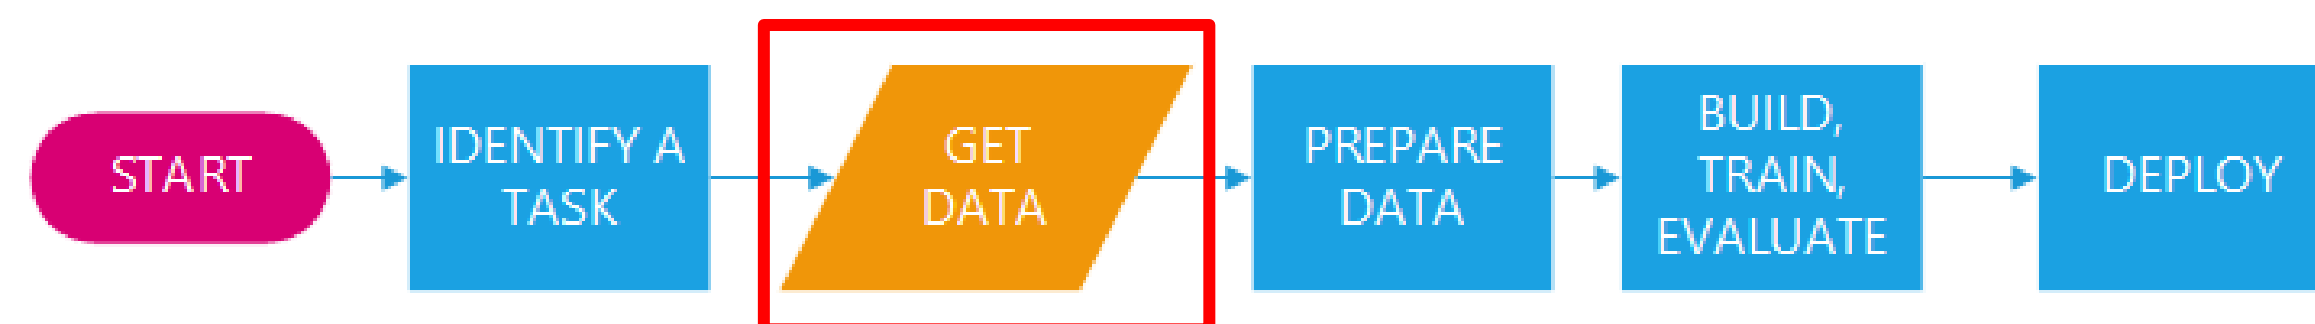 START
IDENTIFY A
TASK
GET
DATA
PREPARE
DATA
BUILD,
TRAIN,
EVALUATE
DEPLOY